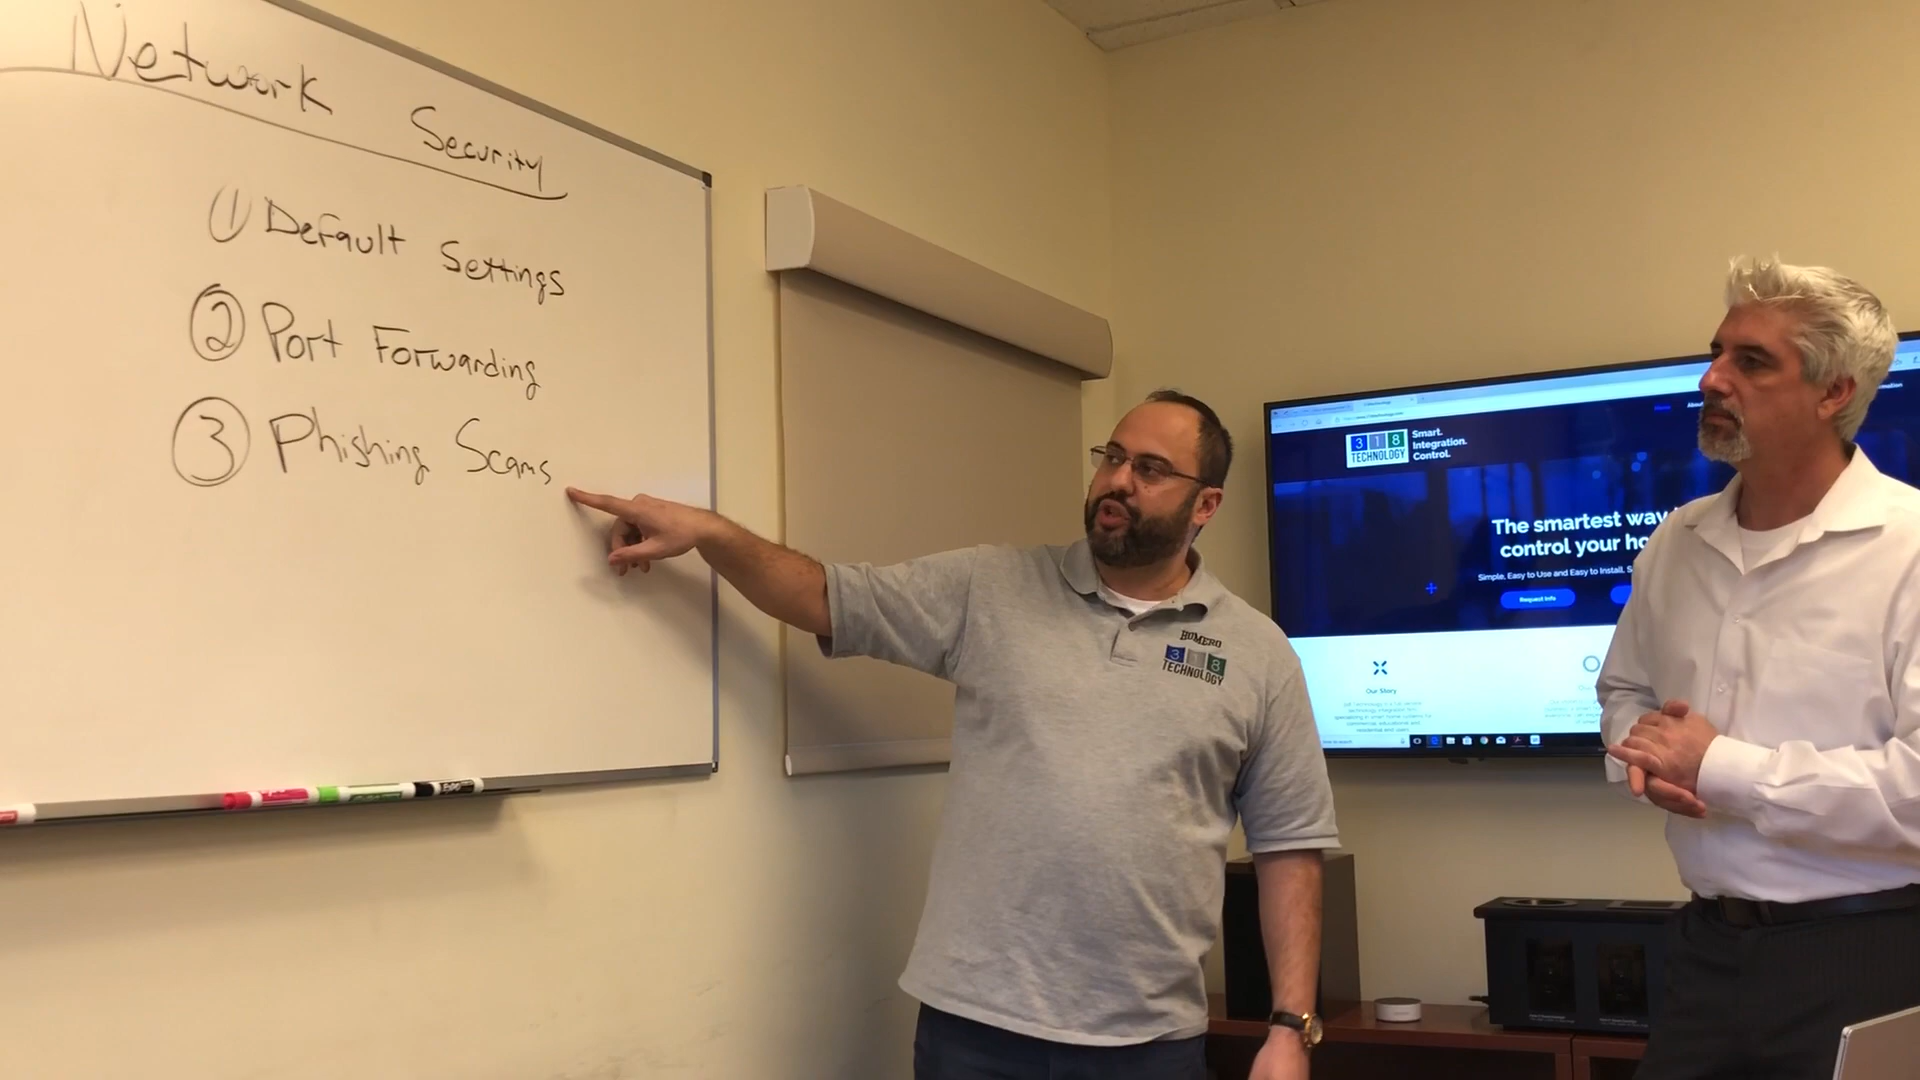 Network Security
① Default Settings
② Port Forwarding
③ Phishing Scams
HOMERO
3 1 8
TECHNOLOGY
3 1 8
TECHNOLOGY
Smart.
Integration.
Control.
The smartest way
control your ho
Simple, Easy to Use and Easy to Install. S
Request Info
Our Story
EXPO